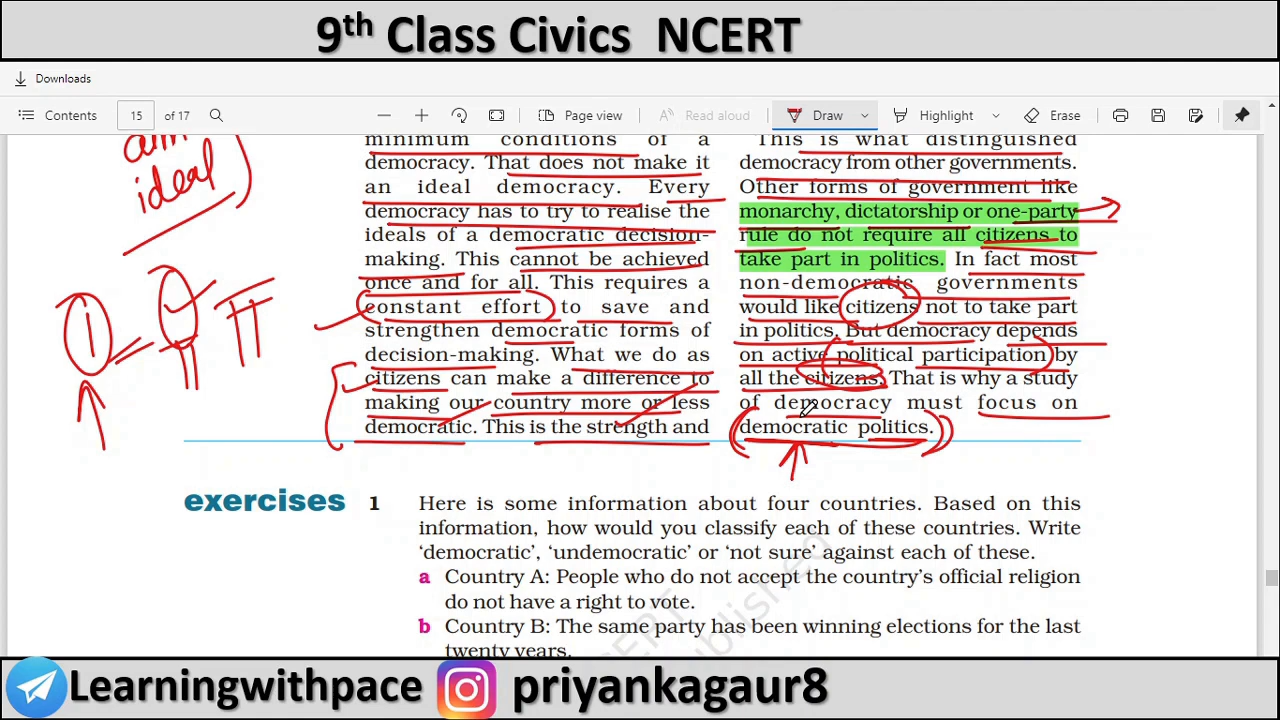 9th Class Civics NCERT
Downloads
Contents 15 of 17 Page view Read aloud Draw Highlight Erase
aim
ideal
minimum conditions of a
democracy. That does not make it
an ideal democracy. Every
democracy has to try to realise the
ideals of a democratic decision-
making. This cannot be achieved
once and for all. This requires a
constant effort to save and
strengthen democratic forms of
decision-making. What we do as
citizens can make a difference to
making our country more or less
democratic. This is the strength and
This is what distinguished
democracy from other governments.
Other forms of government like
monarchy, dictatorship or one-party
rule do not require all citizens to
take part in politics. In fact most
non-democratic governments
would like citizens not to take part
in politics. But democracy depends
on active political participation by
all the citizens. That is why a study
of democracy must focus on
democratic politics.
exercises
1 Here is some information about four countries. Based on this
information, how would you classify each of these countries. Write
‘democratic’, ‘undemocratic’ or ‘not sure’ against each of these.
a Country A: People who do not accept the country’s official religion
do not have a right to vote.
b Country B: The same party has been winning elections for the last
twenty years.
Learningwithpace priyankagaur8